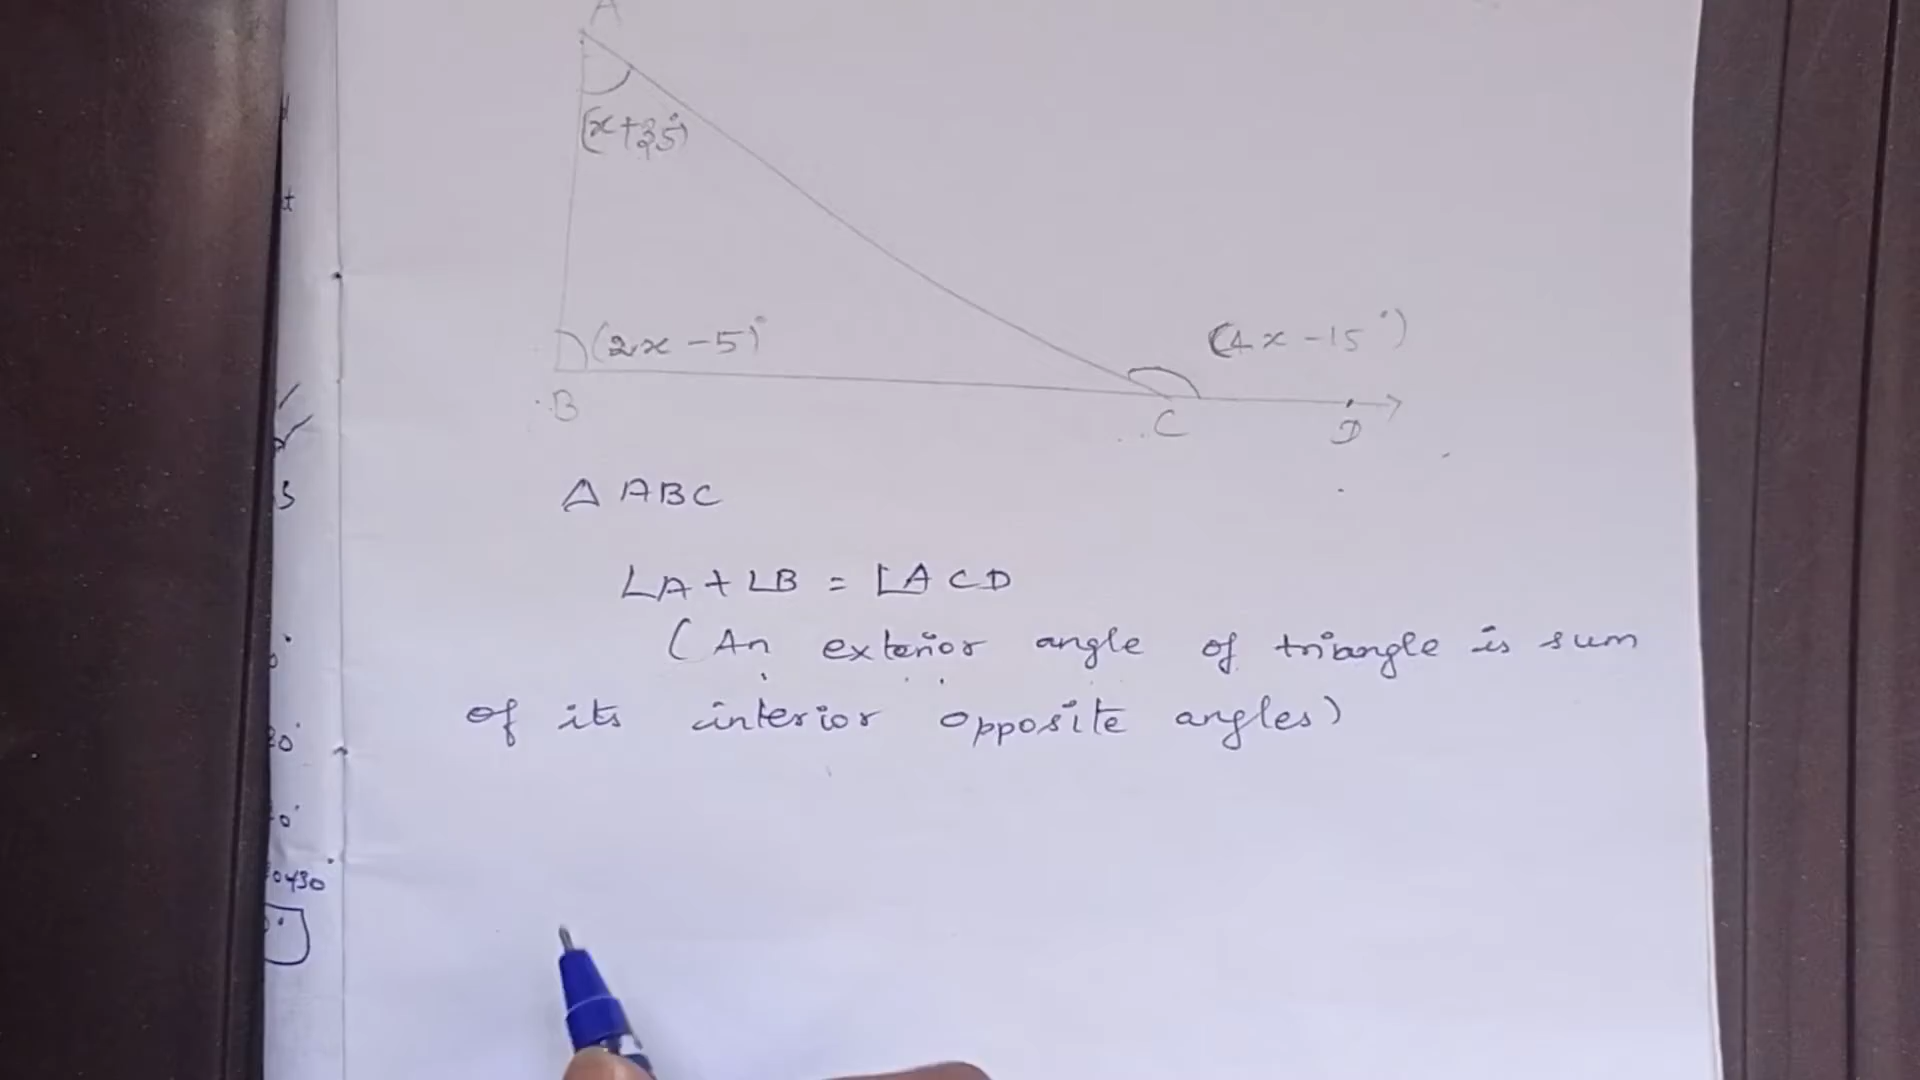 A
(x+35°)
(2x-5)°
(4x-15°)
B
C
D
△ ABC
∠A+∠B = ∠ACD
(An exterior angle of triangle is sum
of its interior opposite angles)